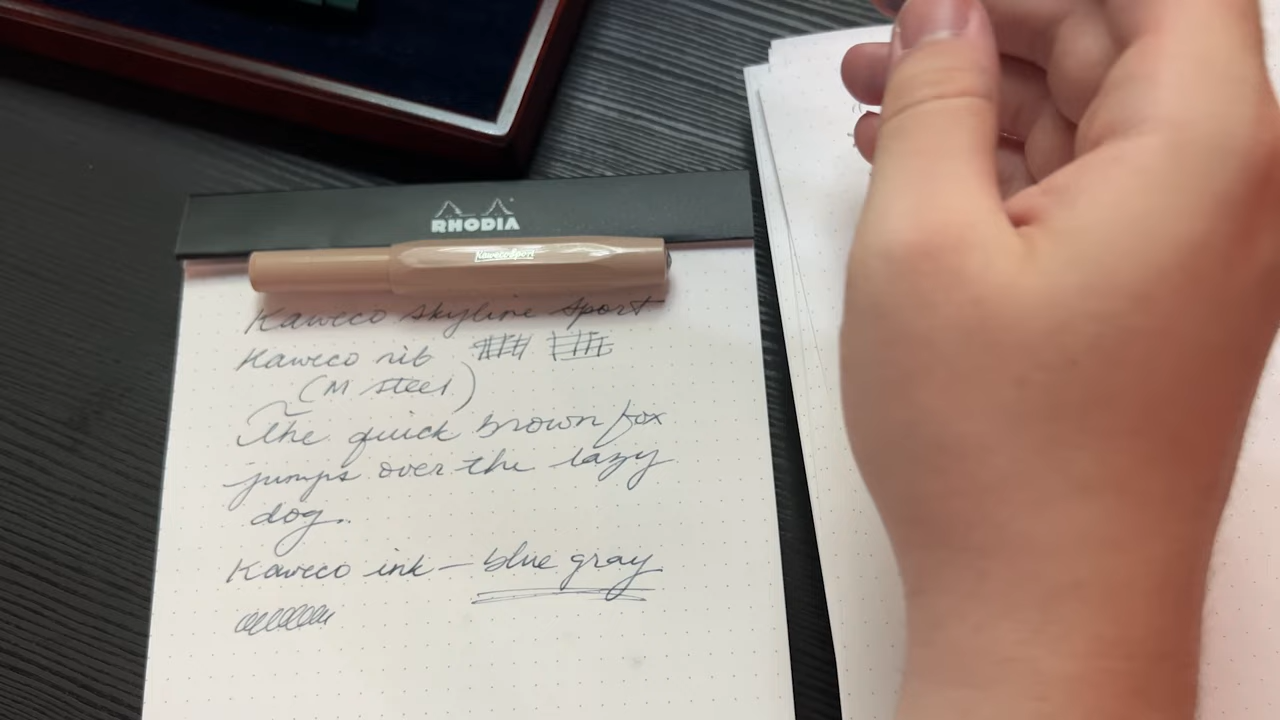 RHODIA
Kaweco Sport
Kaweco skyline sport
Kaweco nib
(M steel)
The quick brown fox
jumps over the lazy
dog.
Kaweco ink - blue gray